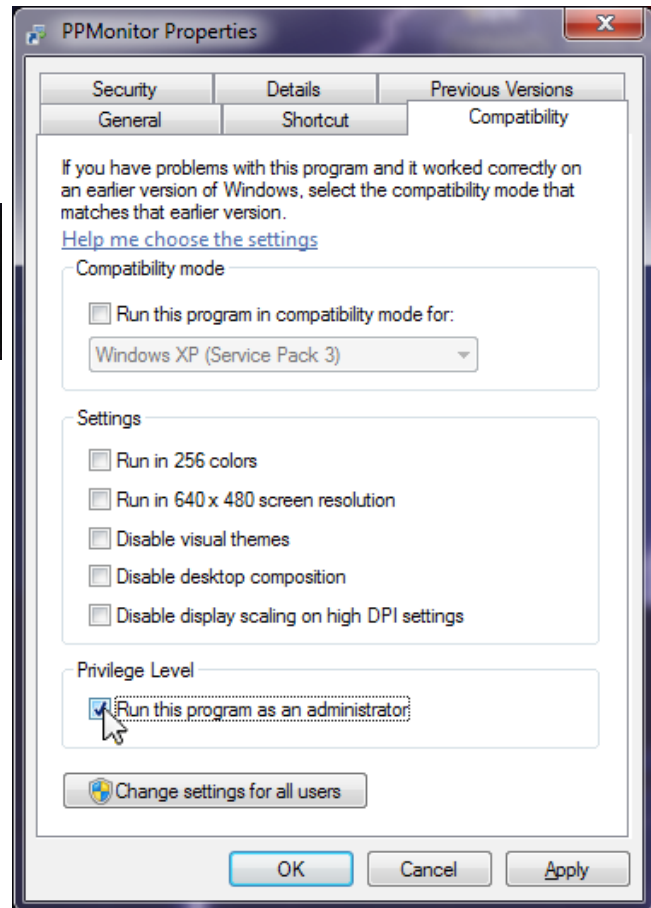 PPMonitor Properties
Security Details Previous Versions
General Shortcut Compatibility
If you have problems with this program and it worked correctly on
an earlier version of Windows, select the compatibility mode that
matches that earlier version.
Help me choose the settings
Compatibility mode
Run this program in compatibility mode for:
Windows XP (Service Pack 3)
Settings
Run in 256 colors
Run in 640 x 480 screen resolution
Disable visual themes
Disable desktop composition
Disable display scaling on high DPI settings
Privilege Level
Run this program as an administrator
Change settings for all users
OK Cancel Apply